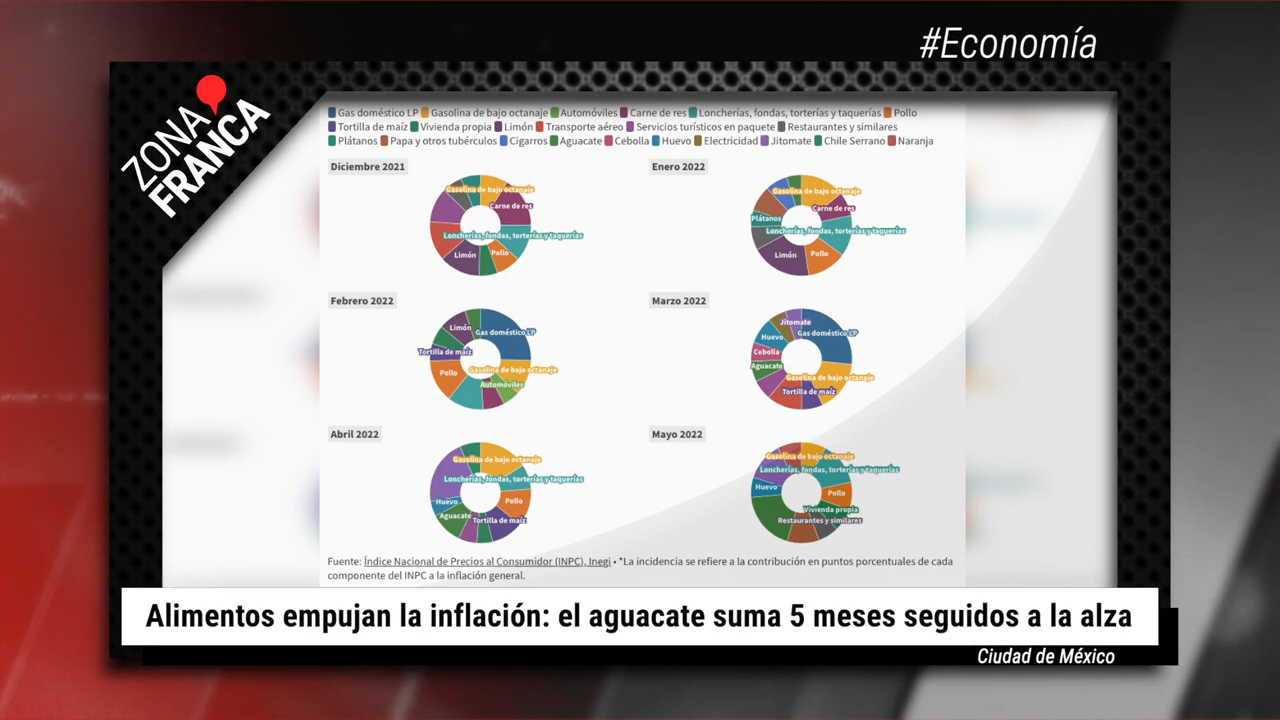 #Economía
ZONA
FRANCA
Gas doméstico LP Gasolina de bajo octanaje Automóviles Carne de res Loncherías, fondas, torterías y taquerías Pollo
Tortilla de maíz Vivienda propia Limón Transporte aéreo Servicios turísticos en paquete Restaurantes y similares
Plátanos Papa y otros tubérculos Cigarros Aguacate Cebolla Huevo Electricidad Jitomate Chile Serrano Naranja
Diciembre 2021
Gasolina de bajo octanaje
Carne de res
Loncherías, fondas, torterías y taquerías
Limón
Pollo
Enero 2022
Gasolina de bajo octanaje
Carne de res
Plátanos
Loncherías, fondas, torterías y taquerías
Limón
Pollo
Febrero 2022
Limón
Gas doméstico LP
Tortilla de maíz
Gasolina de bajo octanaje
Pollo
Automóviles
Marzo 2022
Jitomate
Gas doméstico LP
Huevo
Cebolla
Aguacate
Gasolina de bajo octanaje
Tortilla de maíz
Abril 2022
Gasolina de bajo octanaje
Loncherías, fondas, torterías y taquerías
Huevo
Pollo
Aguacate
Tortilla de maíz
Mayo 2022
Gasolina de bajo octanaje
Loncherías, fondas, torterías y taquerías
Huevo
Pollo
Vivienda propia
Restaurantes y similares
Fuente: Índice Nacional de Precios al Consumidor (INPC), Inegi • *La incidencia se refiere a la contribución en puntos porcentuales de cada
componente del INPC a la inflación general.
Alimentos empujan la inflación: el aguacate suma 5 meses seguidos a la alza
Ciudad de México